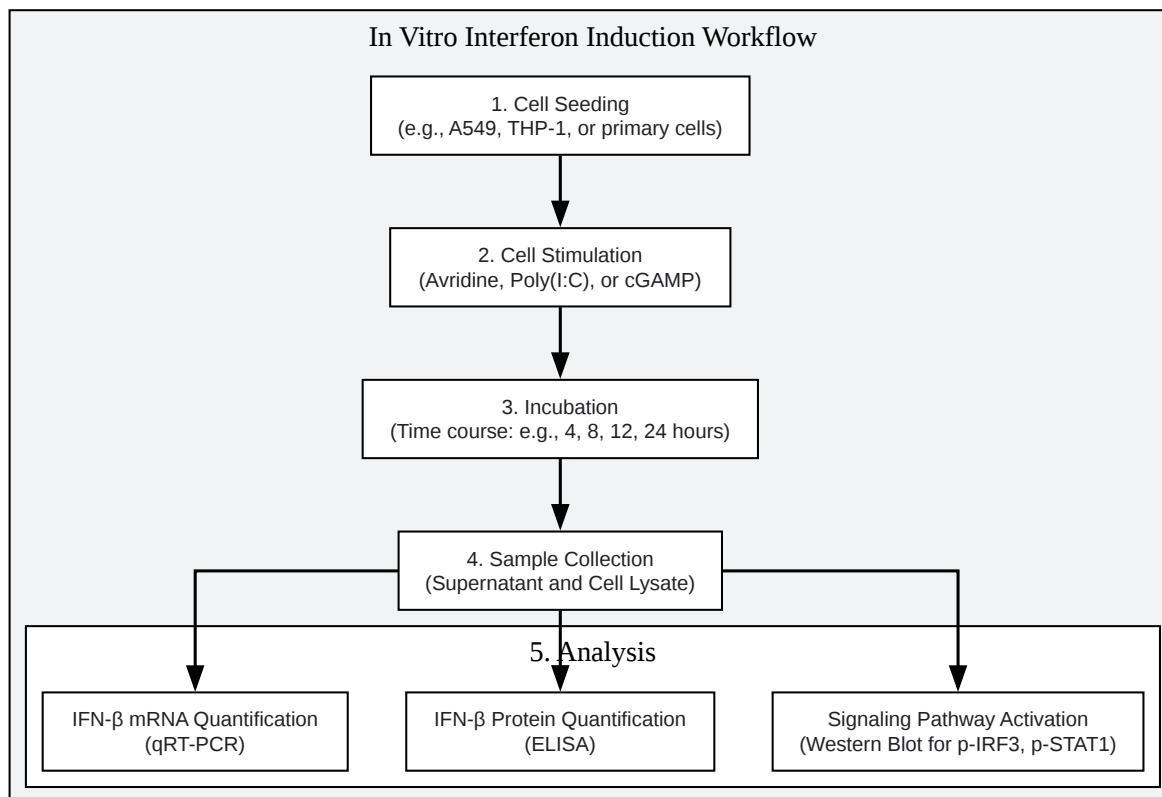 In Vitro Interferon Induction Workflow
1. Cell Seeding
(e.g., A549, THP-1, or primary cells)
2. Cell Stimulation
(Avridine, Poly(I:C), or cGAMP)
3. Incubation
(Time course: e.g., 4, 8, 12, 24 hours)
4. Sample Collection
(Supernatant and Cell Lysate)
5. Analysis
IFN-β mRNA Quantification
(qRT-PCR)
IFN-β Protein Quantification
(ELISA)
Signaling Pathway Activation
(Western Blot for p-IRF3, p-STAT1)